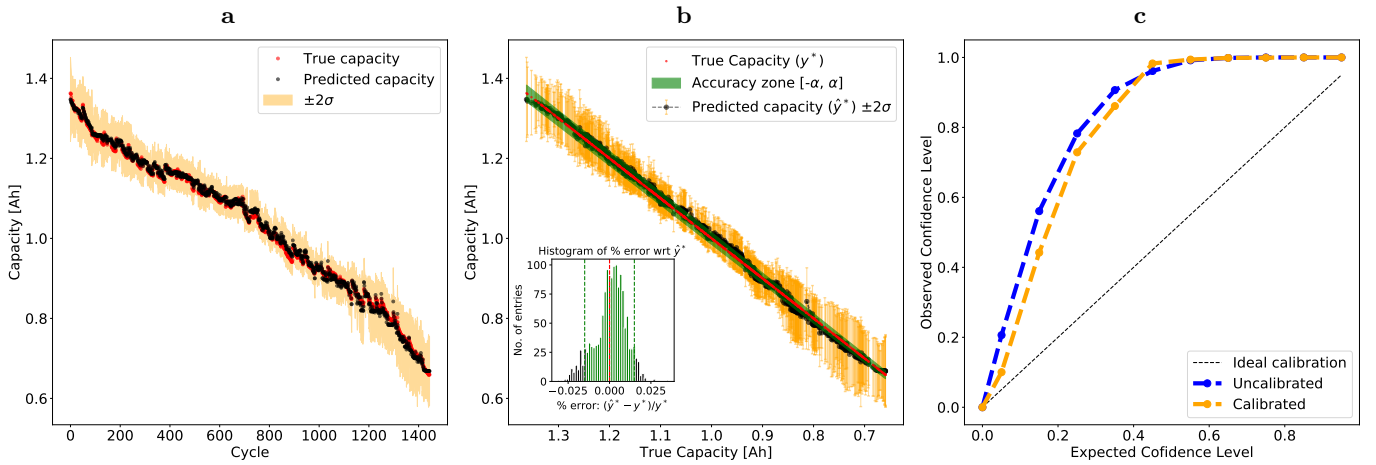 a
b
c
True capacity
Predicted capacity
±2σ
Capacity [Ah]
1.4
1.2
1.0
0.8
0.6
0
200
400
600
800
1000
1200
1400
Cycle
True Capacity (y*)
Accuracy zone [-α, α]
Predicted capacity (ŷ*) ±2σ
Capacity [Ah]
1.4
1.2
1.0
0.8
0.6
Histogram of % error wrt ŷ*
No. of entries
100
75
50
25
0
−0.025
0.000
0.025
% error: (ŷ* − y*)/y*
1.3
1.2
1.1
1.0
0.9
0.8
0.7
True Capacity [Ah]
Observed Confidence Level
1.0
0.8
0.6
0.4
0.2
0.0
Ideal calibration
Uncalibrated
Calibrated
0.0
0.2
0.4
0.6
0.8
Expected Cofidence Level